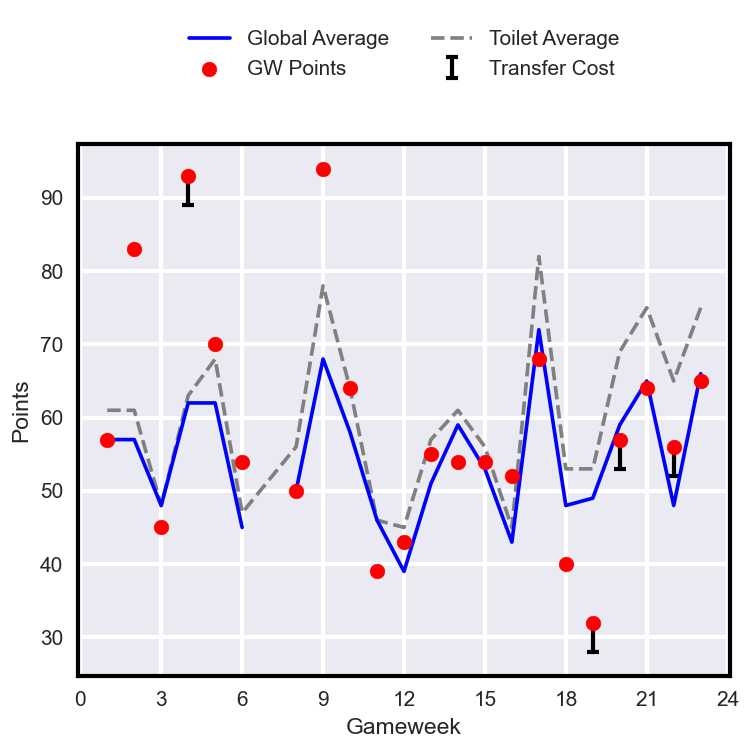 Global Average
Toilet Average
GW Points
Transfer Cost
90
80
70
60
50
40
30
Points
0 3 6 9 12 15 18 21 24
Gameweek